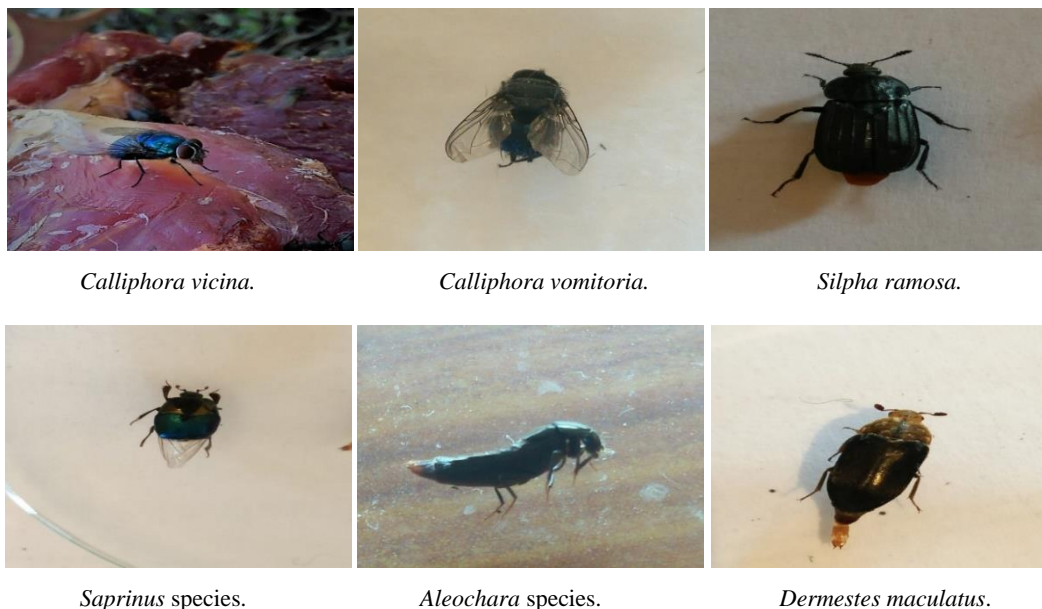 Calliphora vicina.
Calliphora vomitoria.
Silpha ramosa.
Saprinus species.
Aleochara species.
Dermestes maculatus.